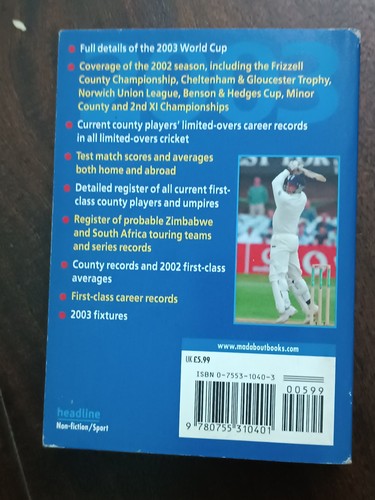 Full details of the 2003 World Cup
Coverage of the 2002 season, including the Frizzell
County Championship, Cheltenham & Gloucester Trophy,
Norwich Union League, Benson & Hedges Cup, Minor
County and 2nd XI Championships
Current county players' limited-overs career records
in all limited-overs cricket
Test match scores and averages
both home and abroad
Detailed register of all current first-
class county players and umpires
Register of probable Zimbabwe
and South Africa touring teams
and series records
County records and 2002 first-class
averages
First-class career records
2003 fixtures
www.madaboutbooks.com
UK £5.99
ISBN 0-7553-1040-3
00599
9 780755 310401
headline
Non-fiction/Sport